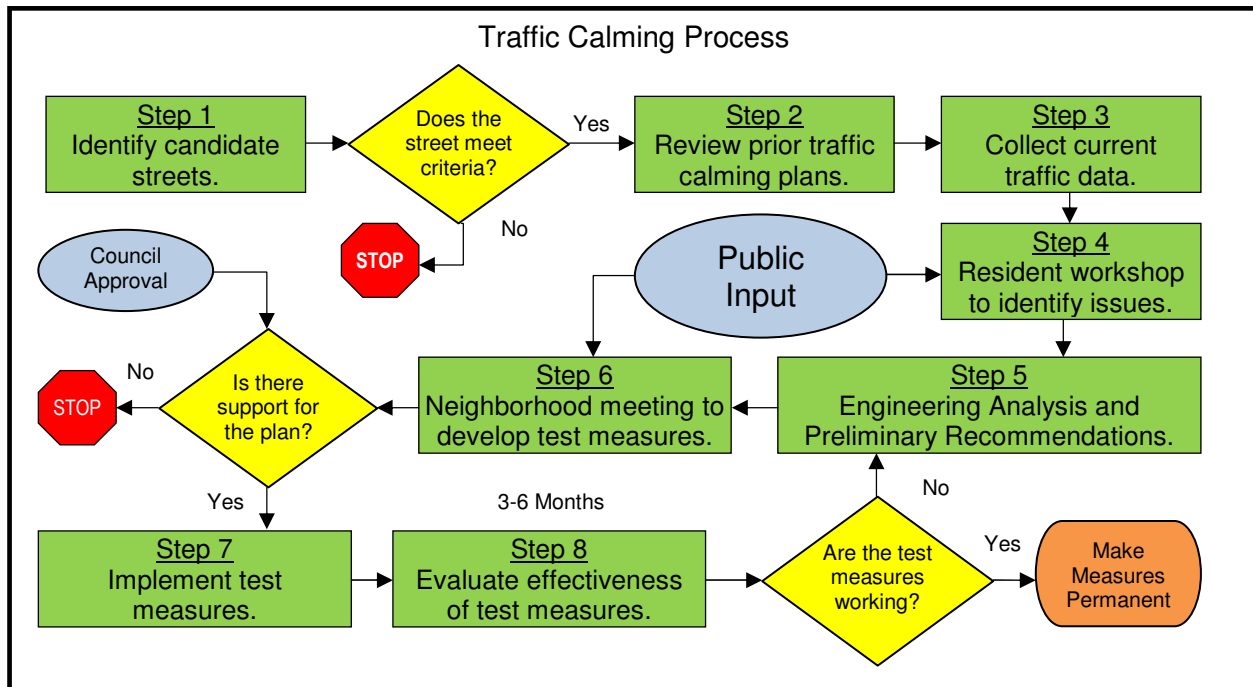 Traffic Calming Process
Step 1
Identify candidate
streets.
Does the
street meet
criteria?
Yes
No
STOP
Step 2
Review prior traffic
calming plans.
Step 3
Collect current
traffic data.
Public
Input
Step 4
Resident workshop
to identify issues.
Step 5
Engineering Analysis and
Preliminary Recommendations.
Step 6
Neighborhood meeting to
develop test measures.
Council
Approval
Is there
support for
the plan?
No
STOP
Yes
Step 7
Implement test
measures.
3-6 Months
Step 8
Evaluate effectiveness
of test measures.
Are the test
measures
working?
No
Yes
Make
Measures
Permanent